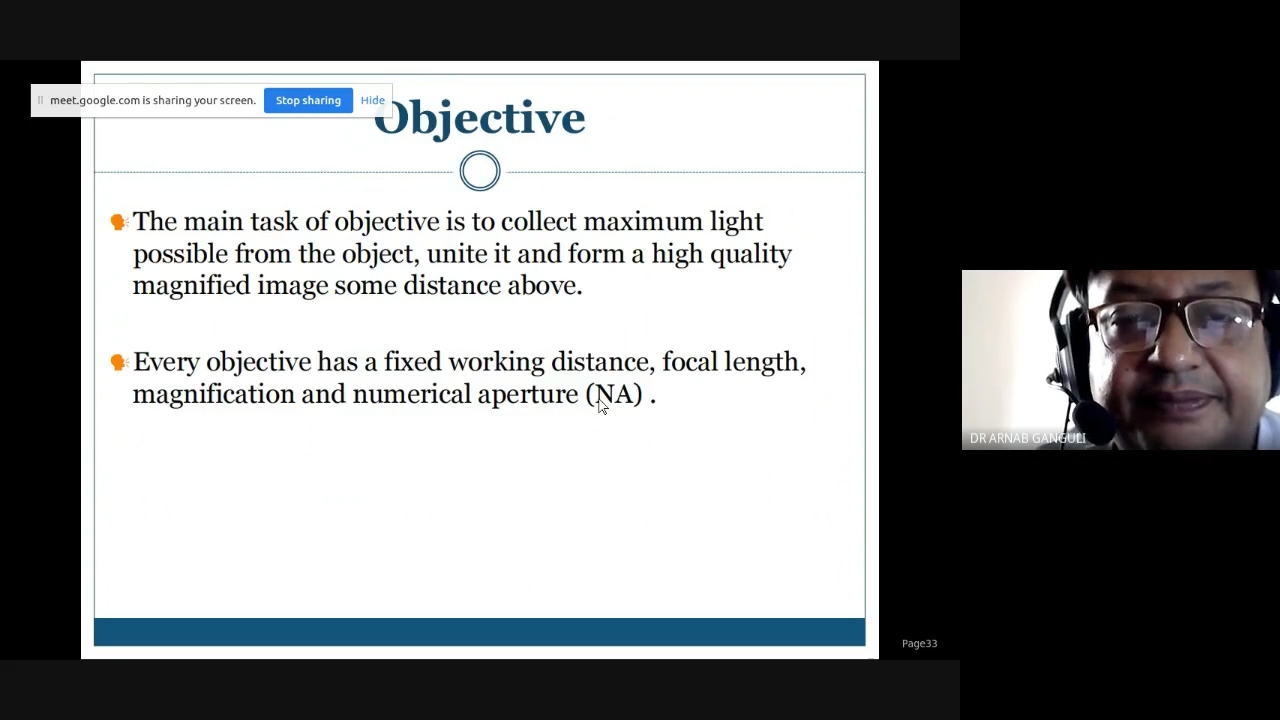 meet.google.com is sharing your screen. Stop sharing Hide
Objective
The main task of objective is to collect maximum light
possible from the object, unite it and form a high quality
magnified image some distance above.
Every objective has a fixed working distance, focal length,
magnification and numerical aperture (NA) .
DR ARNAB GANGULI
Page33